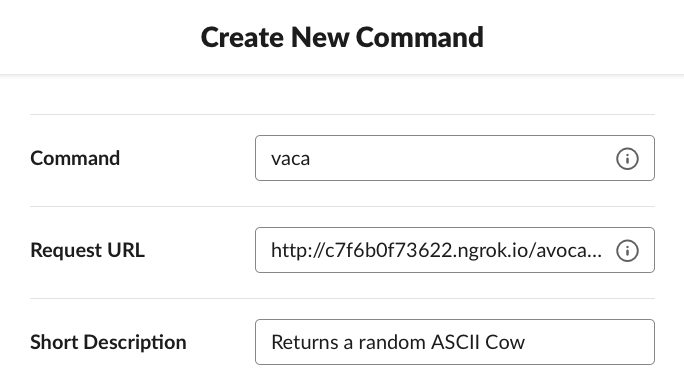 Create New Command
Command vaca
Request URL http://c7f6b0f73622.ngrok.io/avoca...
Short Description Returns a random ASCII Cow